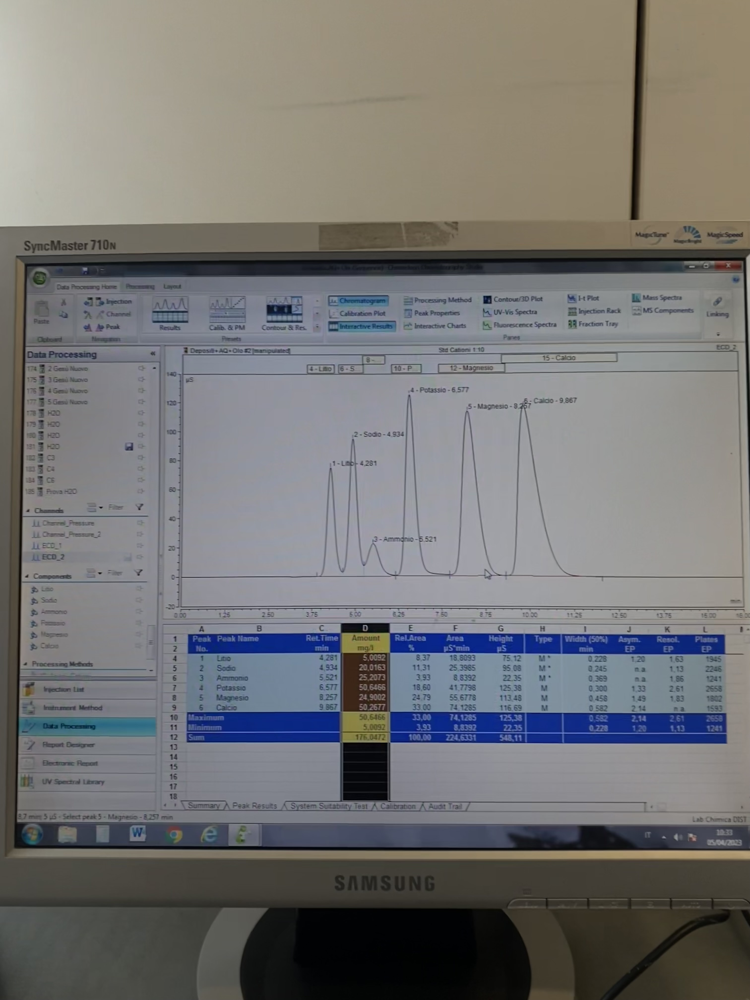 SyncMaster 710N
MagicTune™ MagicBright MagicSpeed
Data Processing Home Processing Layout
Paste
Clipboard
Injection
Channel
Peak
Navigation
Results
Calib. & PM
Contour & Res.
Presets
Chromatogram
Calibration Plot
Interactive Results
Processing Method
Peak Properties
Interactive Charts
Contour/3D Plot
UV-Vis Spectra
Fluorescence Spectra
I-t Plot
Injection Rack
Fraction Tray
Mass Spectra
MS Components
Panes
Linking
Data Processing
174 2 Gesù Nuovo
175 3 Gesù Nuovo
176 4 Gesù Nuovo
177 5 Gesù Nuovo
178 H2O
179 H2O
180 H2O
181 H2O
182 C3
183 C4
184 C6
185 Prova H2O
Channels Filter
Channel_Pressure
Channel_Pressure_2
ECD_1
ECD_2
Components Filter
Litio
Sodio
Ammonio
Potassio
Magnesio
Calcio
Processing Methods
Injection List
Instrument Method
Data Processing
Report Designer
Electronic Report
UV Spectral Library
Depositi+AQ+Olo #2 [manipulated] Std Cationi 1:10 ECD_2
8 -... 15 - Calcio
4 - Litio 6 - S... 10 - P... 12 - Magnesio
140
µS
120
100
80
60
40
20
0
-20
4 - Potassio - 6,577
6 - Calcio - 9,867
5 - Magnesio - 8,257
2 - Sodio - 4,934
1 - Litio - 4,281
3 - Ammonio - 5,521
min
0.00 1.25 2.50 3.75 5.00 6.25 7.50 8.75 10.00 11.25 12.50 13.75 15.00
A B C D E F G H I J K L
1 Peak Peak Name Ret.Time Amount Rel.Area Area Height Type Width (50%) Asym. Resol. Plates
2 No. min mg/l % µS*min µS min EP EP EP
4 1 Litio 4,281 5,0092 8,37 18,8093 75,12 M * 0,228 1,20 1,63 1945
5 2 Sodio 4,934 20,0163 11,31 25,3985 95,08 M * 0,245 n.a. 1,13 2246
6 3 Ammonio 5,521 25,2073 3,93 8,8392 22,35 M * 0,369 n.a. 1,86 1241
7 4 Potassio 6,577 50,6466 18,60 41,7798 125,38 M 0,300 1,33 2,61 2658
8 5 Magnesio 8,257 24,9002 24,79 55,6778 113,48 M 0,458 1,49 1,83 1802
9 6 Calcio 9,867 50,2677 33,00 74,1285 116,69 M 0,582 2,14 n.a. 1593
10 Maximum 50,6466 33,00 74,1285 125,38 0,582 2,14 2,61 2658
11 Minimum 5,0092 3,93 8,8392 22,35 0,228 1,20 1,13 1241
12 Sum 176,0472 100,00 224,6331 548,11
13
14
15
16
17
18
Summary Peak Results System Suitability Test Calibration Audit Trail
8,7 min; 5 µS - Select peak 5 - Magnesio - 8,257 min
Lab Chimica DIST
IT
10:33
05/04/2023
SAMSUNG